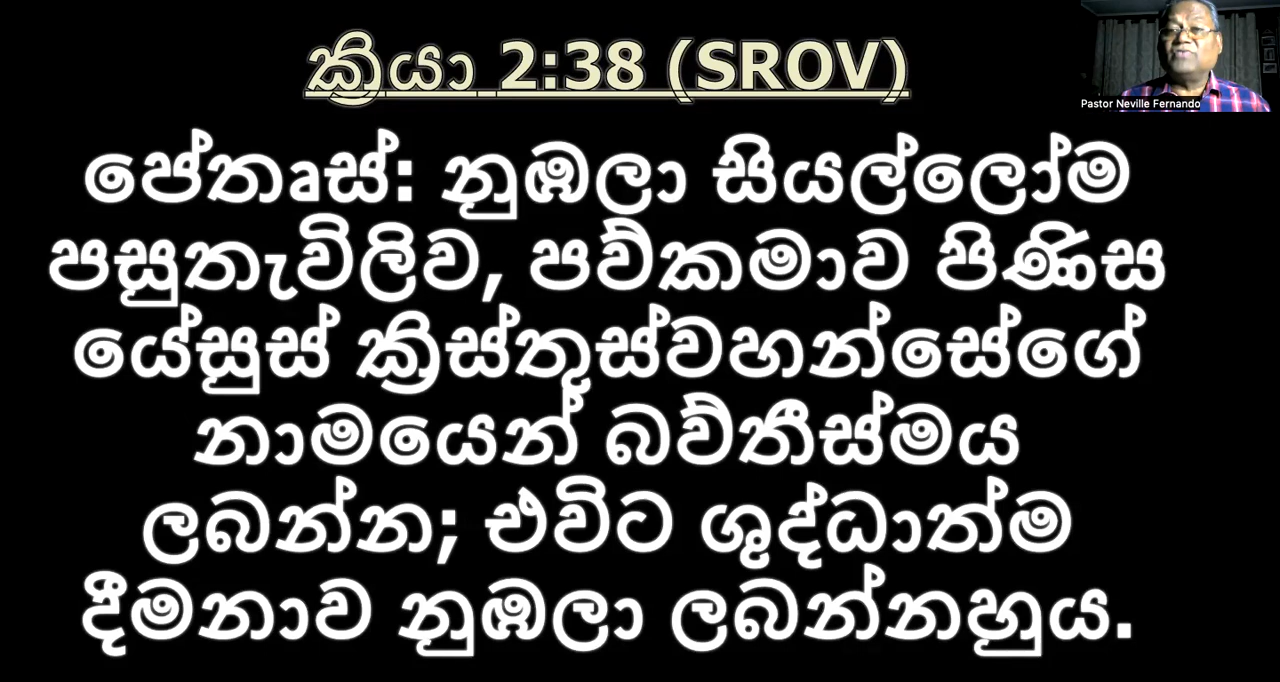 ක්‍රියා 2:38 (SROV)
Pastor Neville Fernando
පේතෘස්: නුඹලා සියල්ලෝම
පසුතැවිලිව, පව්කමාව පිණිස
යේසුස් ක්‍රිස්තුස්වහන්සේගේ
නාමයෙන් බව්තීස්මය
ලබන්න; එවිට ශුද්ධාත්ම
දීමනාව නුඹලා ලබන්නහුය.